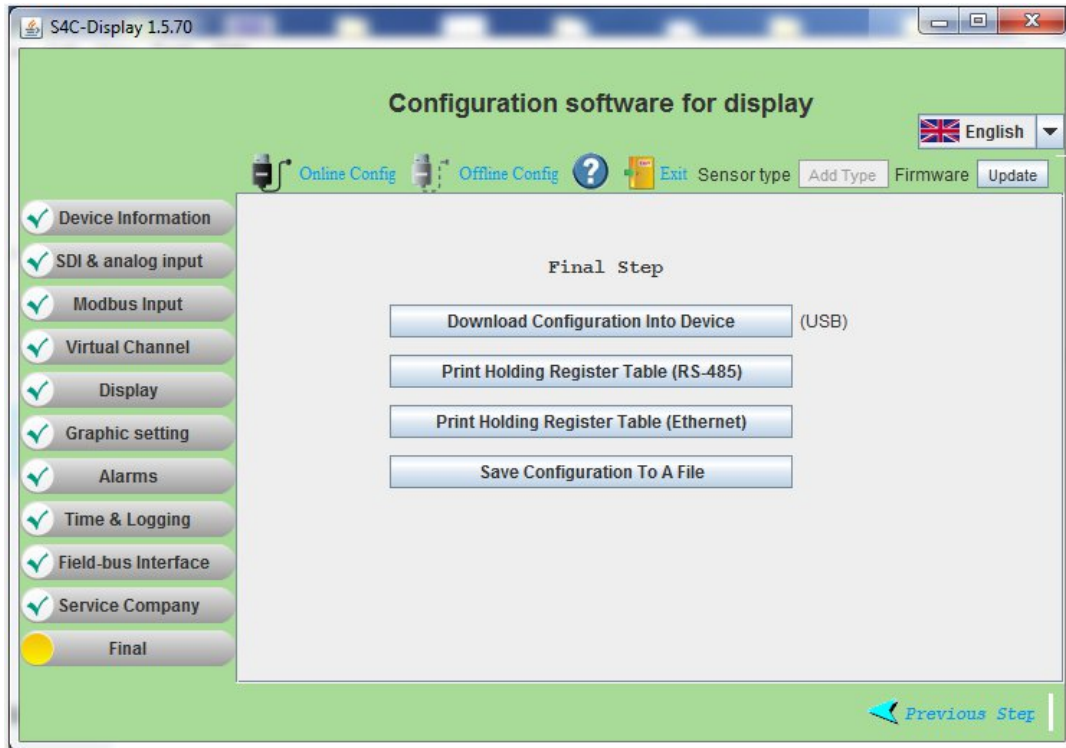 S4C-Display 1.5.70
Configuration software for display
English
Online Config Offline Config ? Exit Sensor type Add Type Firmware Update
Device Information
SDI & analog input
Modbus Input
Virtual Channel
Display
Graphic setting
Alarms
Time & Logging
Field-bus Interface
Service Company
Final
Final Step
Download Configuration Into Device (USB)
Print Holding Register Table (RS-485)
Print Holding Register Table (Ethernet)
Save Configuration To A File
Previous Step